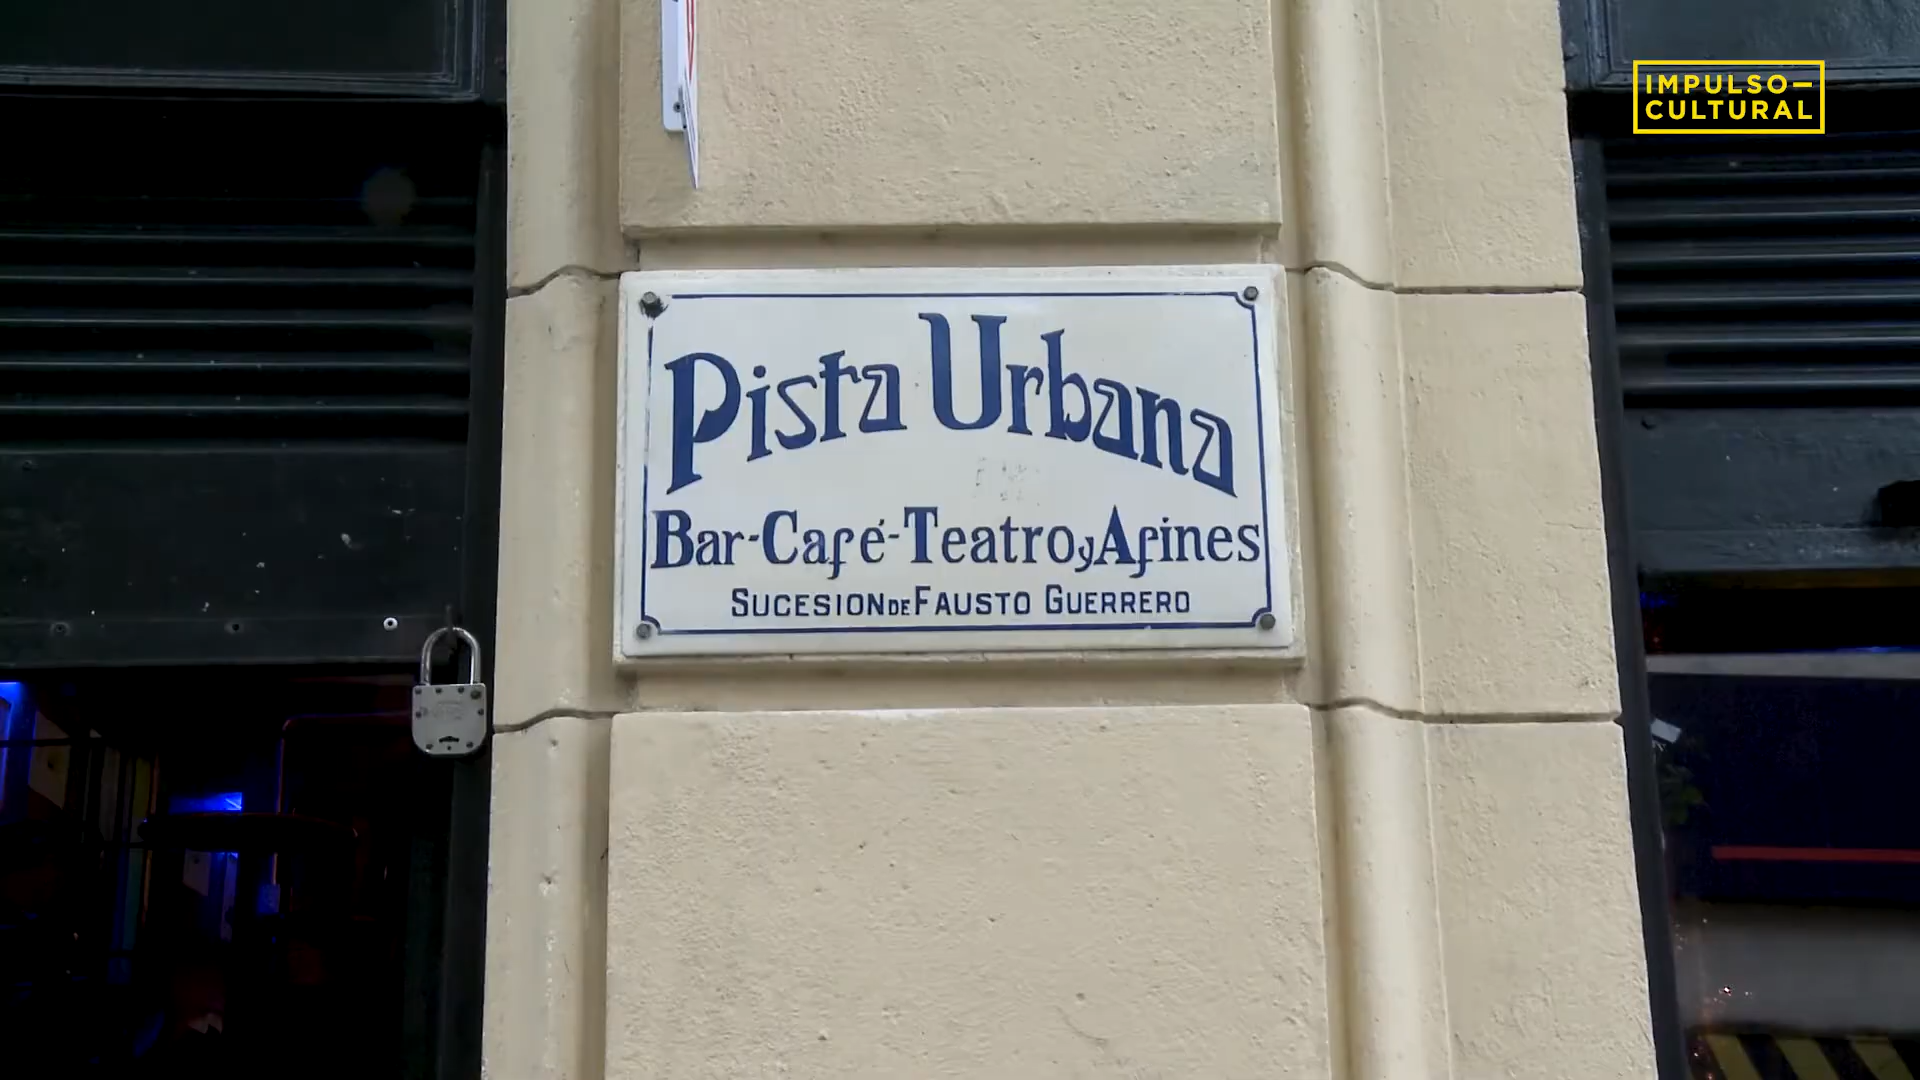 IMPULSO–
CULTURAL
Pista Urbana
Bar-Café-Teatro y Afines
SUCESION DE FAUSTO GUERRERO